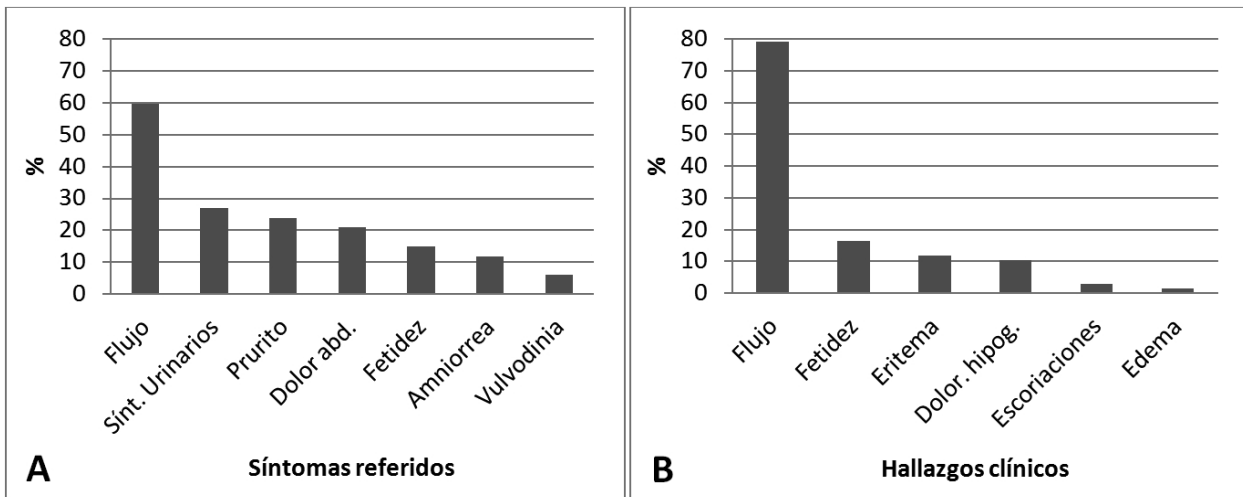 80
70
60
50
40
30
20
10
0
%
Flujo
Sínt. Urinarios
Prurito
Dolor abd.
Fetidez
Amniorrea
Vulvodinia
A
Síntomas referidos
80
70
60
50
40
30
20
10
0
%
Flujo
Fetidez
Eritema
Dolor. hipog.
Escoriaciones
Edema
B
Hallazgos clínicos